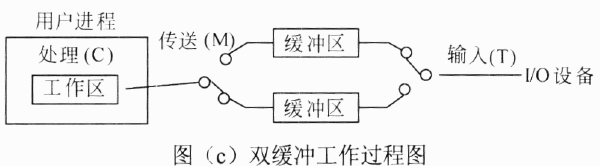 用户进程
处理(C)
工作区
传送(M)
缓冲区
缓冲区
输入(T)
I/O设备
图（c）双缓冲工作过程图